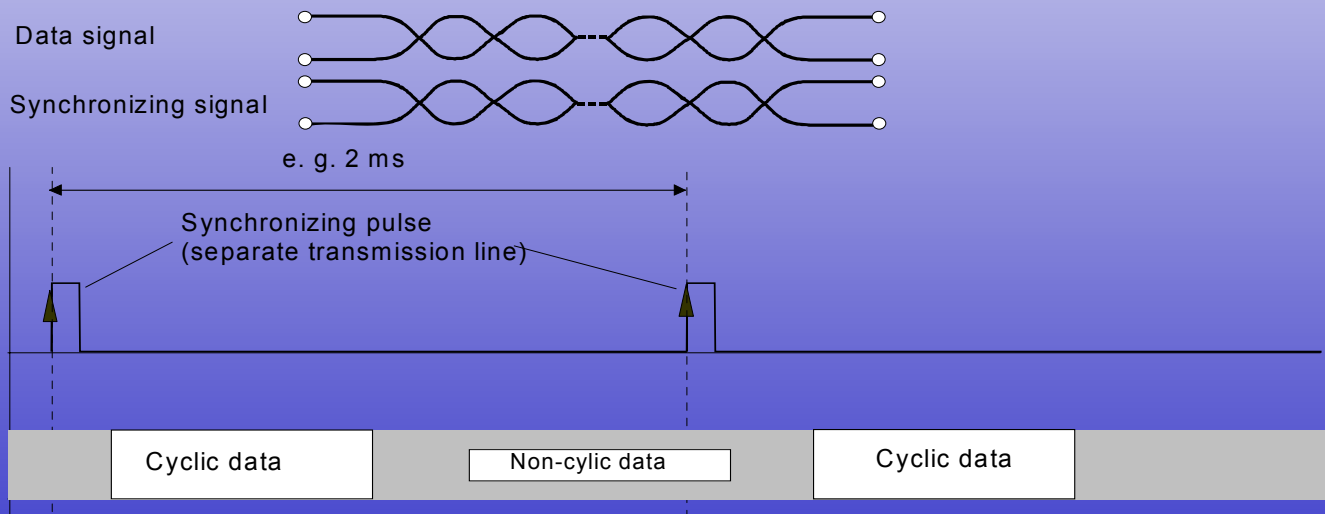 Data signal
Synchronizing signal
e. g. 2 ms
Synchronizing pulse
(separate transmission line)
Cyclic data
Non-cylic data
Cyclic data